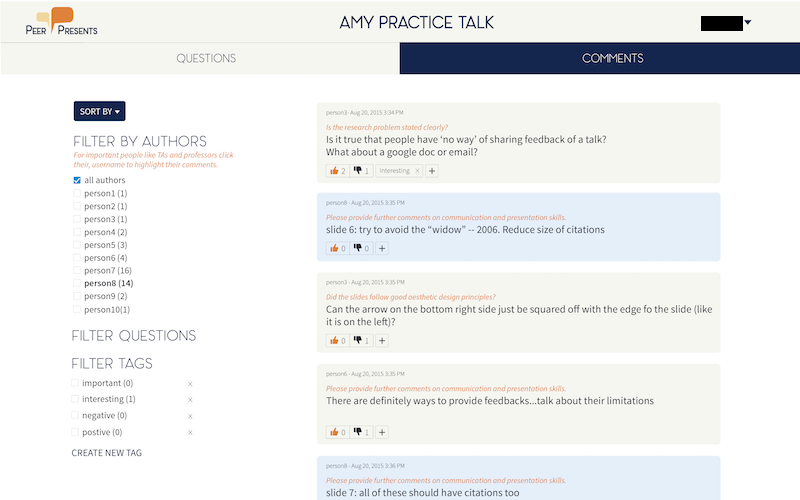 PEER PRESENTS
AMY PRACTICE TALK
QUESTIONS
COMMENTS
SORT BY
FILTER BY AUTHORS
For important people like TAs and professors click
their, username to highlight their comments.
all authors
person1 (1)
person2 (1)
person3 (1)
person4 (2)
person5 (3)
person6 (4)
person7 (16)
person8 (14)
person9 (2)
person10(1)
FILTER QUESTIONS
FILTER TAGS
important (0) x
interesting (1) x
negative (0) x
postive (0) x
CREATE NEW TAG
person3- Aug 20, 2015 3:34 PM
Is the research problem stated clearly?
Is it true that people have ‘no way’ of sharing feedback of a talk?
What about a google doc or email?
2 1 Interesting x +
person8 - Aug 20, 2015 3:35 PM
Please provide further comments on communication and presentation skills.
slide 6: try to avoid the “widow” -- 2006. Reduce size of citations
0 0 +
person3 - Aug 20, 2015 3:35 PM
Did the slides follow good aesthetic design principles?
Can the arrow on the bottom right side just be squared off with the edge fo the slide (like
it is on the left)?
0 1 +
person6 - Aug 20, 2015 3:35 PM
Please provide further comments on communication and presentation skills.
There are definitely ways to provide feedbacks...talk about their limitations
0 1 +
person8 - Aug 20, 2015 3:36 PM
Please provide further comments on communication and presentation skills.
slide 7: all of these should have citations too